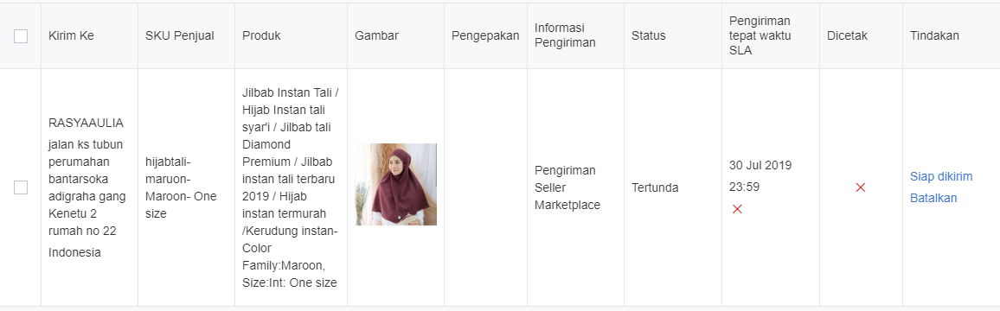 Kirim Ke
SKU Penjual
Produk
Gambar
Pengepakan
Informasi
Pengiriman
Status
Pengiriman
tepat waktu
SLA
Dicetak
Tindakan
RASYAAULIA
jalan ks tubun
perumahan
bantarsoka
adigraha gang
Kenetu 2
rumah no 22
Indonesia
hijabtali-
maruon-
Maroon- One
size
Jilbab Instan Tali /
Hijab Instan tali
syar'i / Jilbab tali
Diamond
Premium / Jilbab
instan tali terbaru
2019 / Hijab
instan termurah
/Kerudung instan-
Color
Family:Maroon,
Size:Int: One size
Pengiriman
Seller
Marketplace
Tertunda
30 Jul 2019
23:59
Siap dikirim
Batalkan